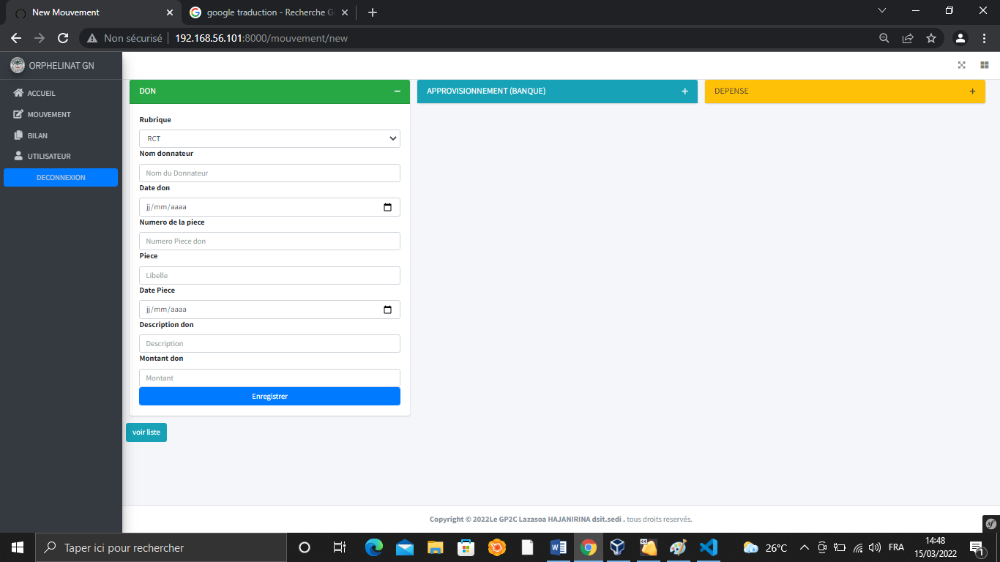 New Mouvement
google traduction - Recherche G
Non sécurisé
192.168.56.101:8000/mouvement/new
ORPHELINAT GN
ACCUEIL
MOUVEMENT
BILAN
UTILISATEUR
DECONNEXION
DON
Rubrique
RCT
Nom donnateur
Nom du Donnateur
Date don
jj/mm/aaaa
Numero de la piece
Numero Piece don
Piece
Libelle
Date Piece
jj/mm/aaaa
Description don
Description
Montant don
Montant
Enregistrer
voir liste
APPROVISIONNEMENT (BANQUE)
DEPENSE
Copyright © 2022Le GP2C Lazasoa HAJANIRINA dsit.sedi . tous droits reservés.
Taper ici pour rechercher
26°C
FRA
14:48
15/03/2022
1